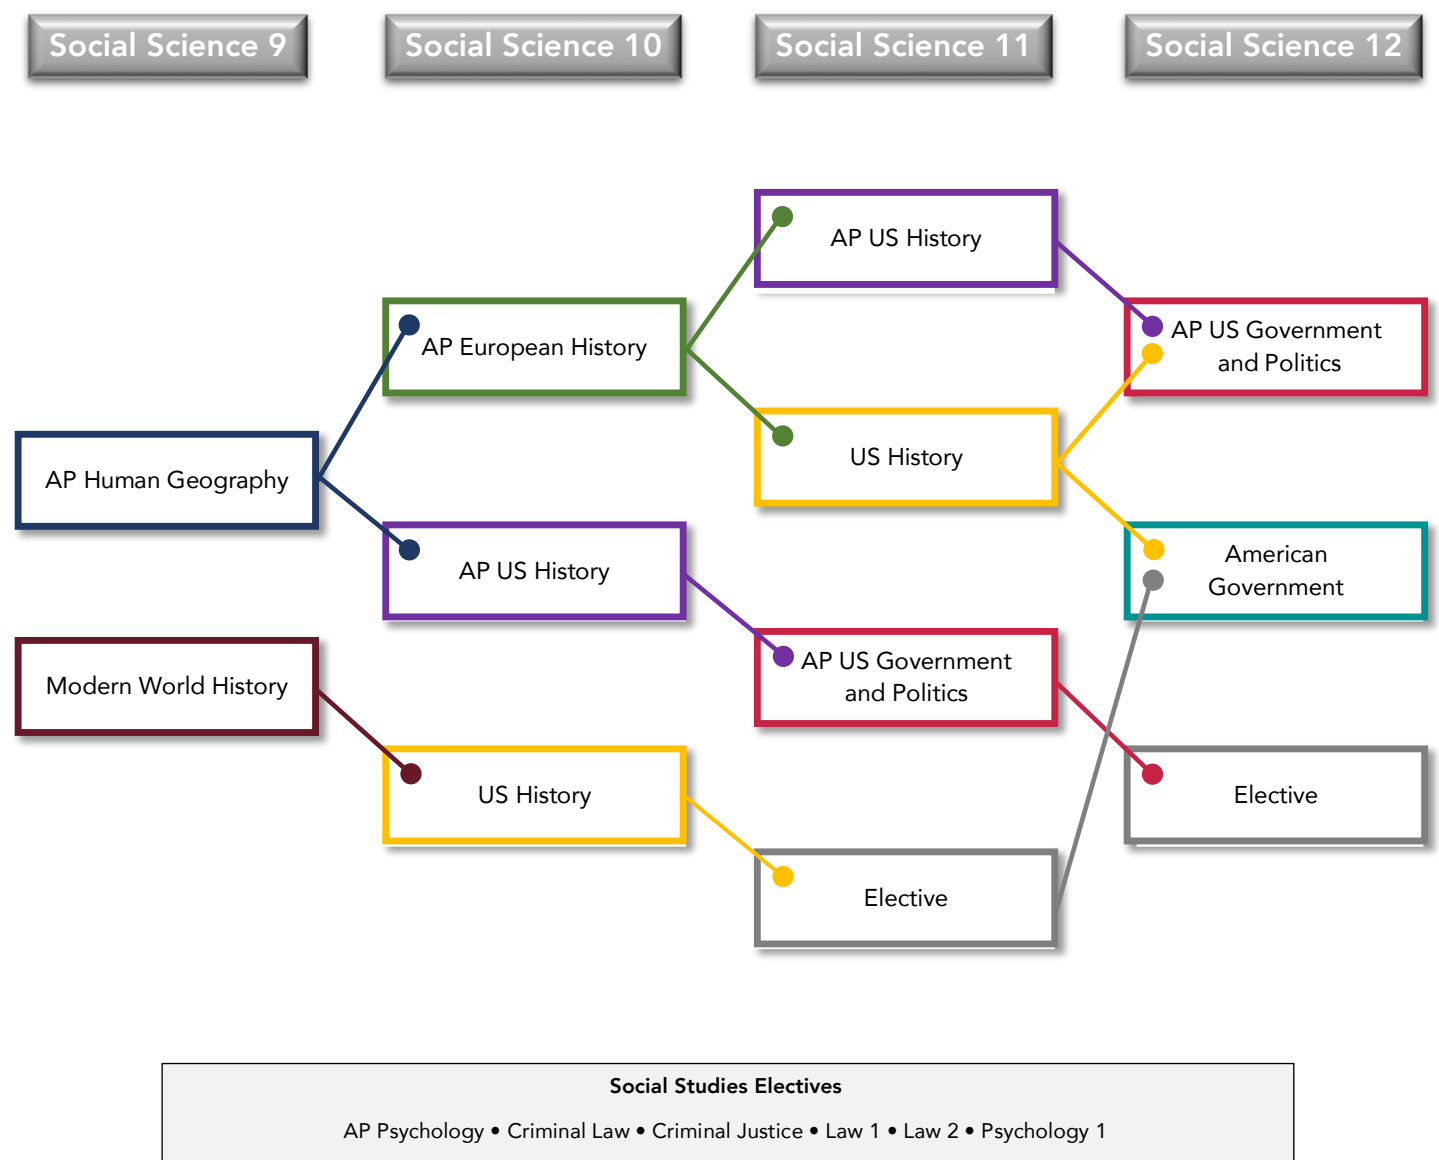 Social Science 9
Social Science 10
Social Science 11
Social Science 12
AP US History
AP European History
AP US Government
and Politics
US History
AP Human Geography
AP US History
American
Government
Modern World History
AP US Government
and Politics
US History
Elective
Elective
Social Studies Electives
AP Psychology • Criminal Law • Criminal Justice • Law 1 • Law 2 • Psychology 1